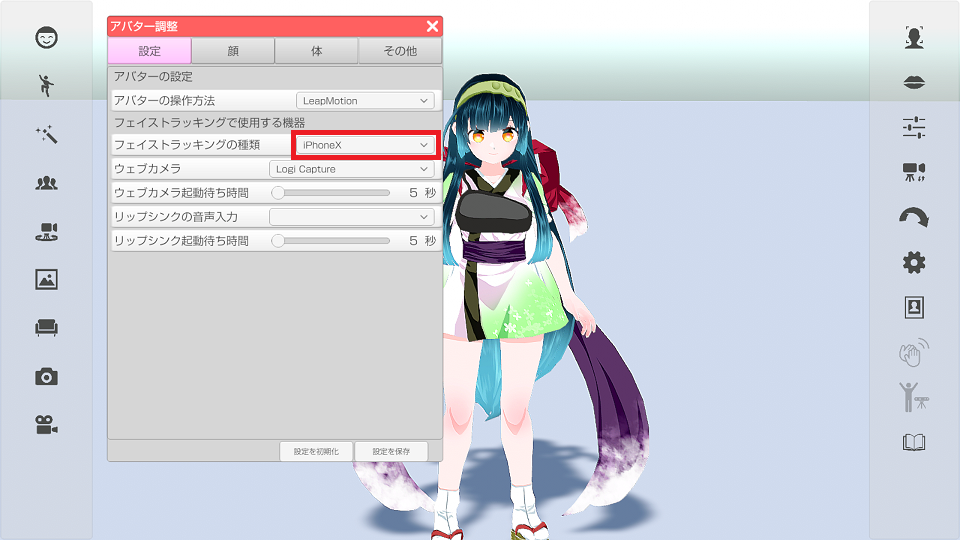 アバター調整
設定 顔 体 その他
アバターの設定
アバターの操作方法 LeapMotion
フェイストラッキングで使用する機器
フェイストラッキングの種類 iPhoneX
ウェブカメラ Logi Capture
ウェブカメラ起動待ち時間 5 秒
リップシンクの音声入力
リップシンク起動待ち時間 5 秒
設定を初期化 設定を保存